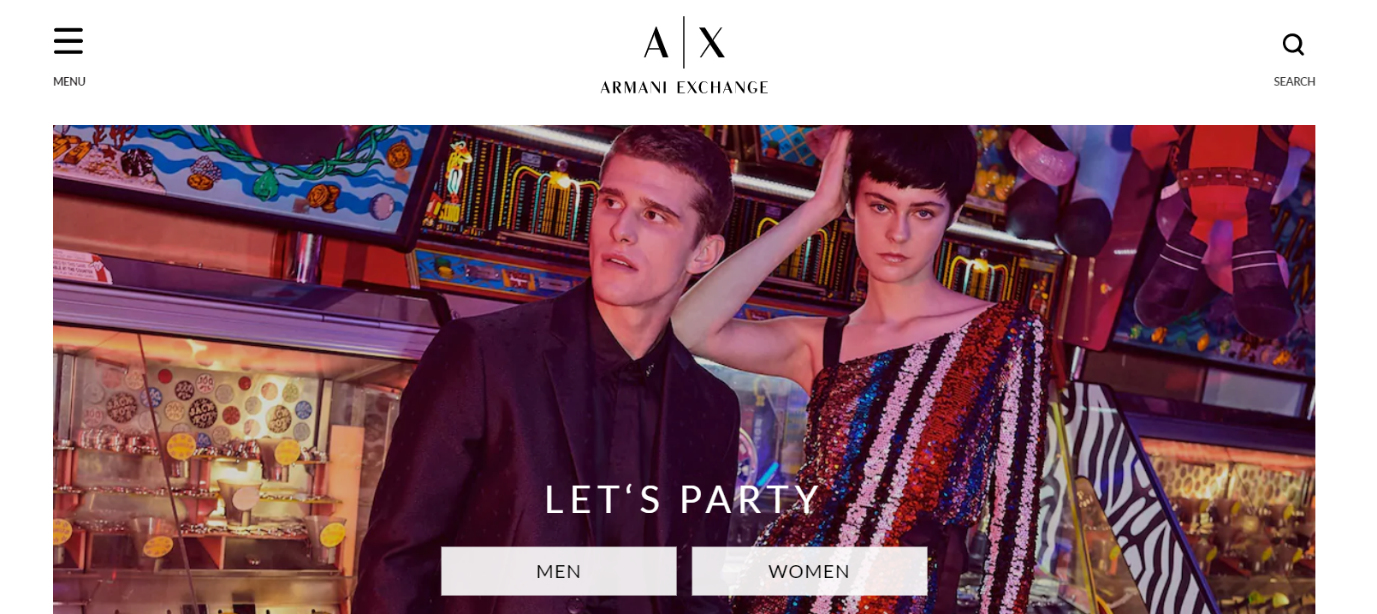 A|X
MENU
ARMANI EXCHANGE
SEARCH
LET‘S PARTY
MEN
WOMEN